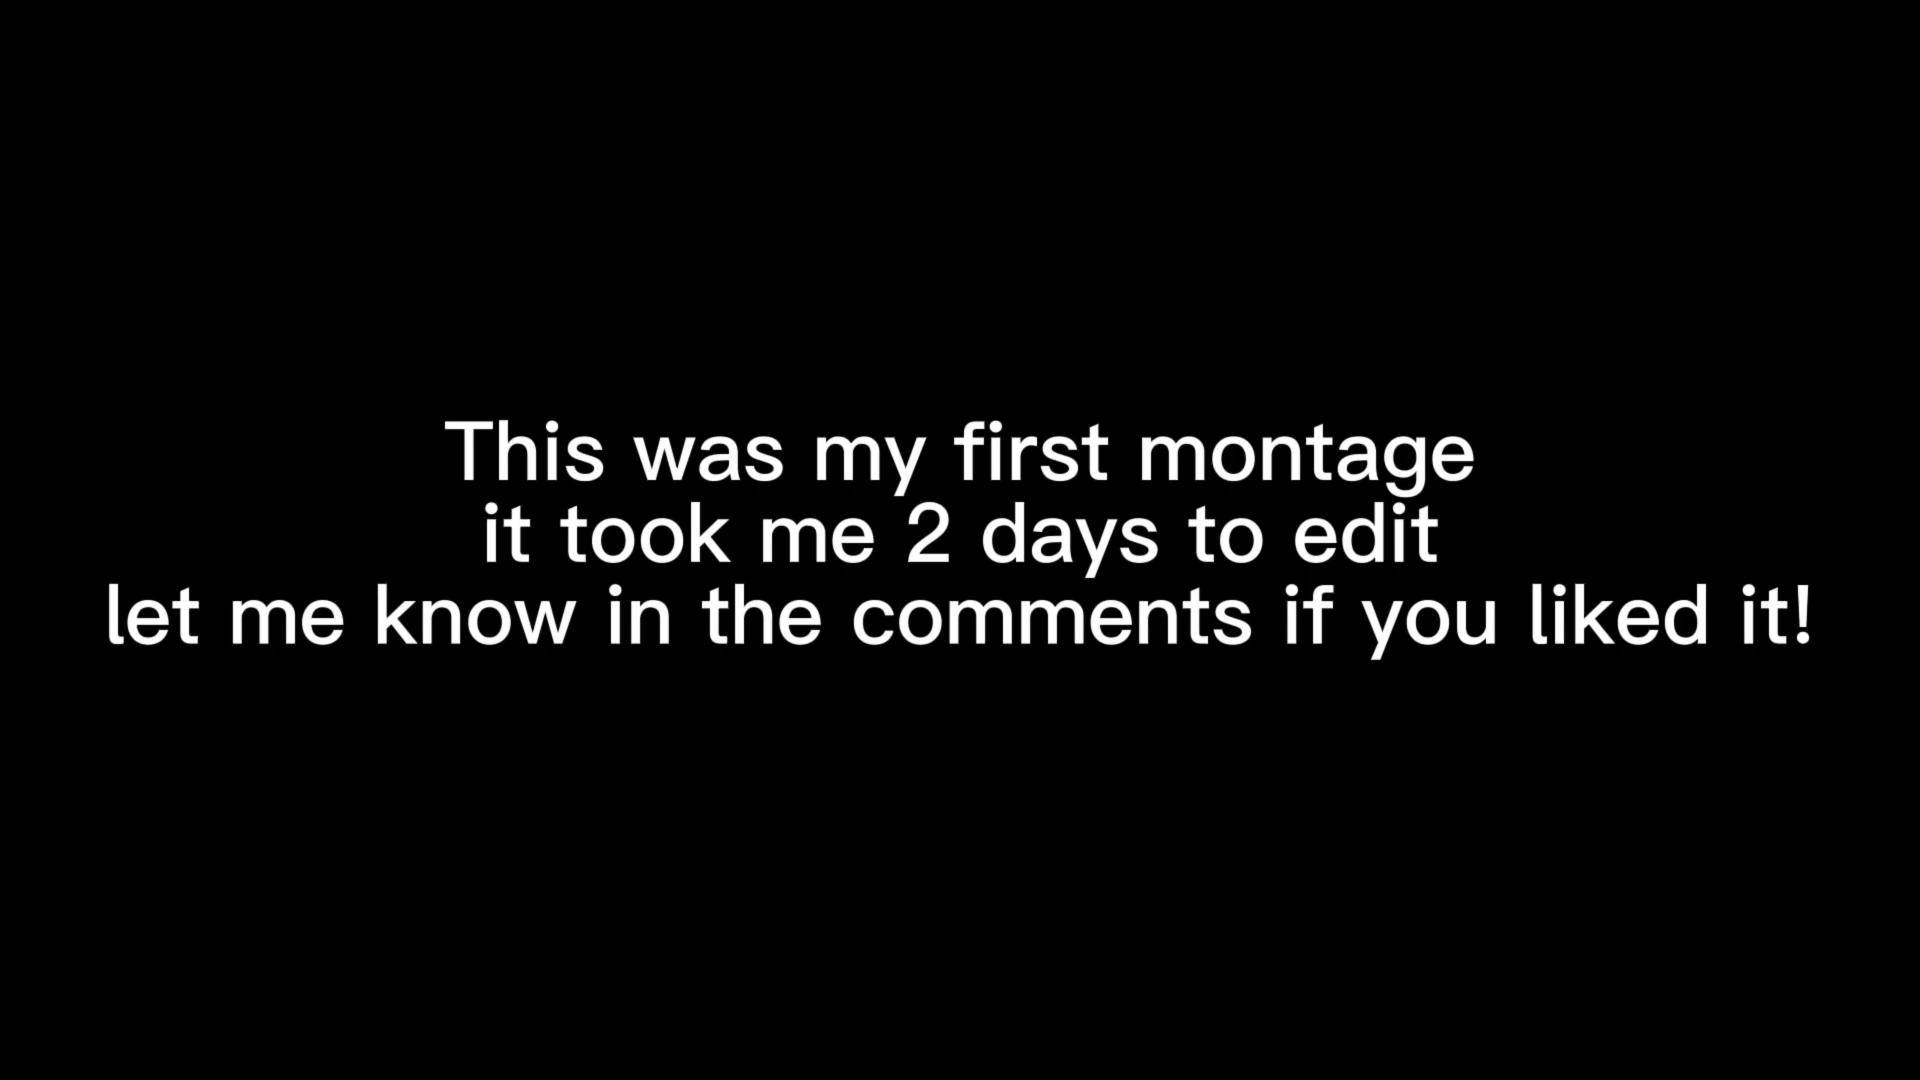 This was my first montage
it took me 2 days to edit
let me know in the comments if you liked it!